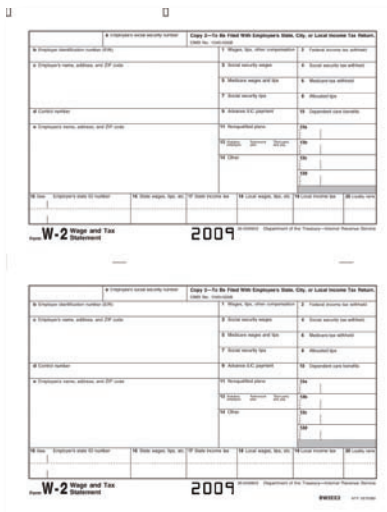 a Employee's social security number Copy 2—To Be Filed With Employee's State, City, or Local Income Tax Return.
OMB No. 1545-0008
b Employer identification number (EIN) 1 Wages, tips, other compensation 2 Federal income tax withheld
c Employer's name, address, and ZIP code 3 Social security wages 4 Social security tax withheld
5 Medicare wages and tips 6 Medicare tax withheld
7 Social security tips 8 Allocated tips
d Control number 9 Advance EIC payment 10 Dependent care benefits
e Employee's name, address, and ZIP code 11 Nonqualified plans 12a
13 12b
14 Other 12c
12d
15 State Employer's state ID number 16 State wages, tips, etc. 17 State income tax 18 Local wages, tips, etc. 19 Local income tax 20 Locality name
Form W-2 Wage and Tax Statement 2009 Department of the Treasury—Internal Revenue Service
a Employee's social security number Copy 2—To Be Filed With Employee's State, City, or Local Income Tax Return.
OMB No. 1545-0008
b Employer identification number (EIN) 1 Wages, tips, other compensation 2 Federal income tax withheld
c Employer's name, address, and ZIP code 3 Social security wages 4 Social security tax withheld
5 Medicare wages and tips 6 Medicare tax withheld
7 Social security tips 8 Allocated tips
d Control number 9 Advance EIC payment 10 Dependent care benefits
e Employee's name, address, and ZIP code 11 Nonqualified plans 12a
13 12b
14 Other 12c
12d
15 State Employer's state ID number 16 State wages, tips, etc. 17 State income tax 18 Local wages, tips, etc. 19 Local income tax 20 Locality name
Form W-2 Wage and Tax Statement 2009 Department of the Treasury—Internal Revenue Service